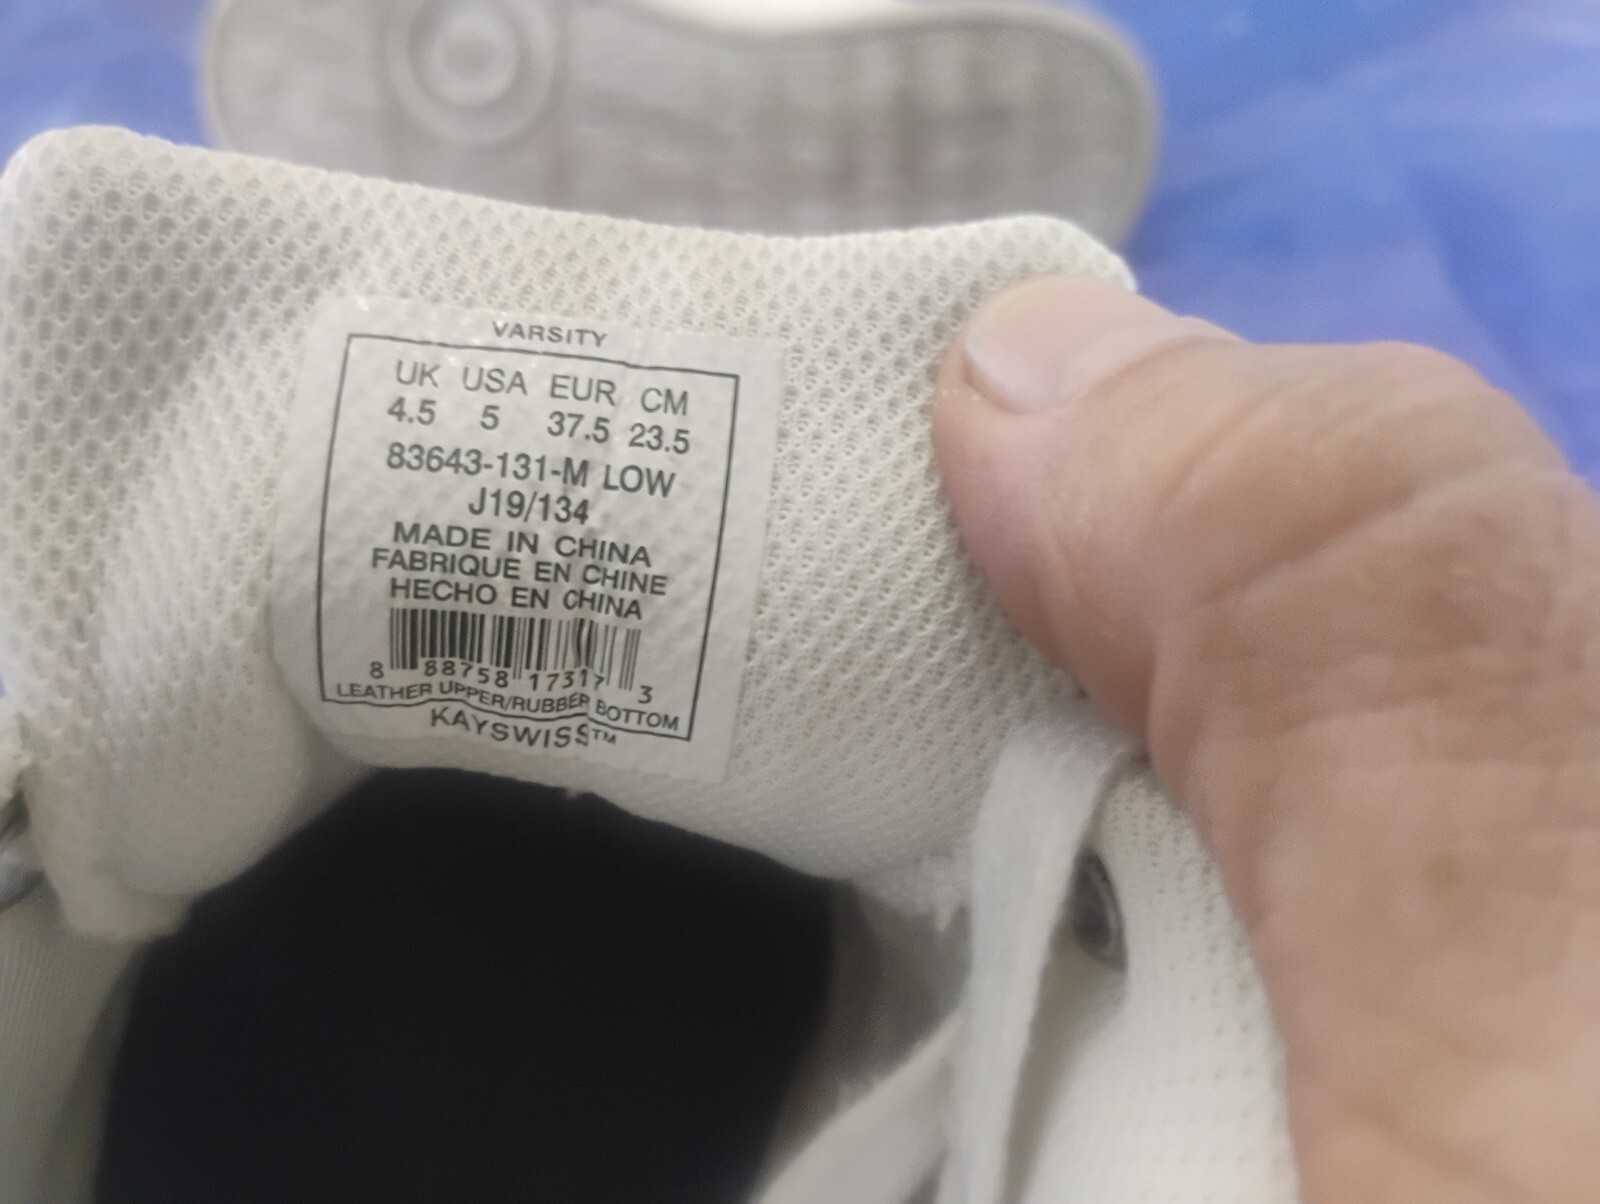 VARSITY
UK USA EUR CM
4.5 5 37.5 23.5
83643-131-M LOW
J19/134
MADE IN CHINA
FABRIQUE EN CHINE
HECHO EN CHINA
8 88758 17317 3
LEATHER UPPER/RUBBER BOTTOM
KAYSWISS™